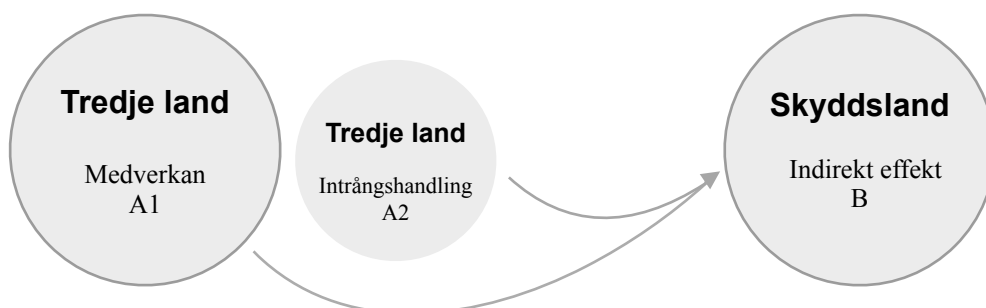 Tredje land
Medverkan
A1
Tredje land
Intrångshandling
A2
Skyddsland
Indirekt effekt
B